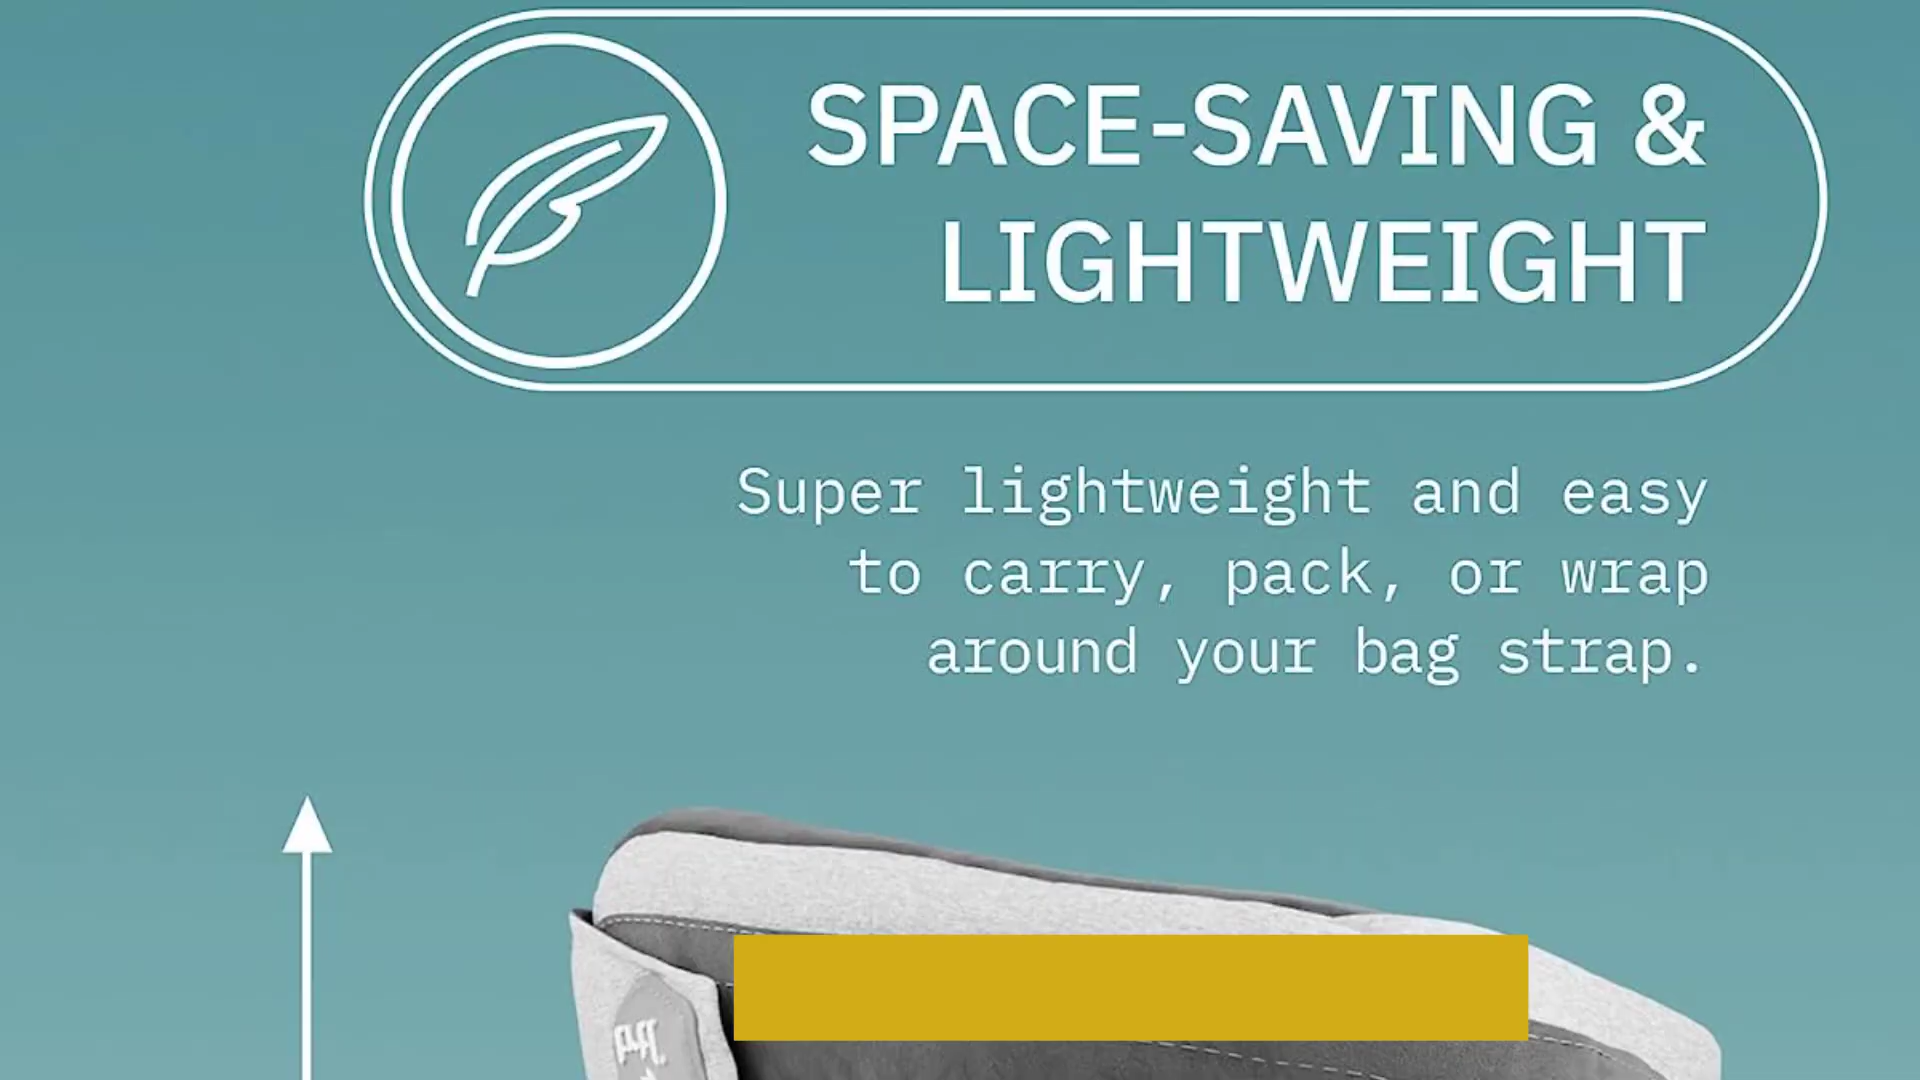 SPACE-SAVING &
LIGHTWEIGHT
Super lightweight and easy
to carry, pack, or wrap
around your bag strap.